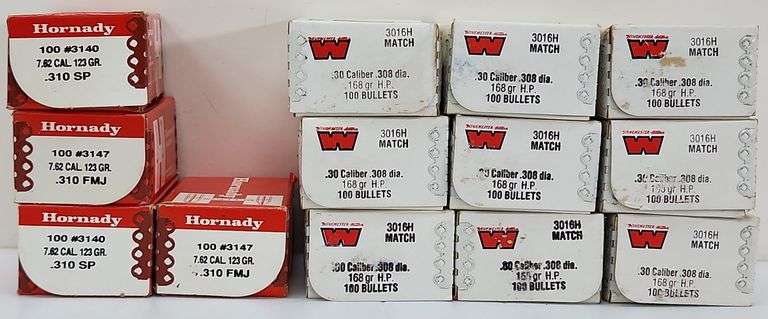 Hornady
100 #3140
7.62 CAL. 123 GR.
.310 SP
Hornady
100 #3147
7.62 CAL. 123 GR.
.310 FMJ
Hornady
100 #3140
7.62 CAL. 123 GR.
.310 SP
Hornady
100 #3147
7.62 CAL. 123 GR.
.310 FMJ
W
3016H
MATCH
.30 Caliber .308 dia.
168 gr H.P.
100 BULLETS
W
3016H
MATCH
.30 Caliber .308 dia.
168 gr H.P.
100 BULLETS
W
3016H
MATCH
.30 Caliber .308 dia.
168 gr H.P.
100 BULLETS
W
3016H
MATCH
.30 Caliber .308 dia.
168 gr H.P.
100 BULLETS
W
3016H
MATCH
.30 Caliber .308 dia.
168 gr H.P.
100 BULLETS
W
3016H
MATCH
.30 Caliber .308 dia.
168 gr H.P.
100 BULLETS
W
3016H
MATCH
.30 Caliber .308 dia.
168 gr H.P.
100 BULLETS
W
3016H
MATCH
.30 Caliber .308 dia.
168 gr H.P.
100 BULLETS
W
3016H
MATCH
.30 Caliber .308 dia.
168 gr H.P.
100 BULLETS